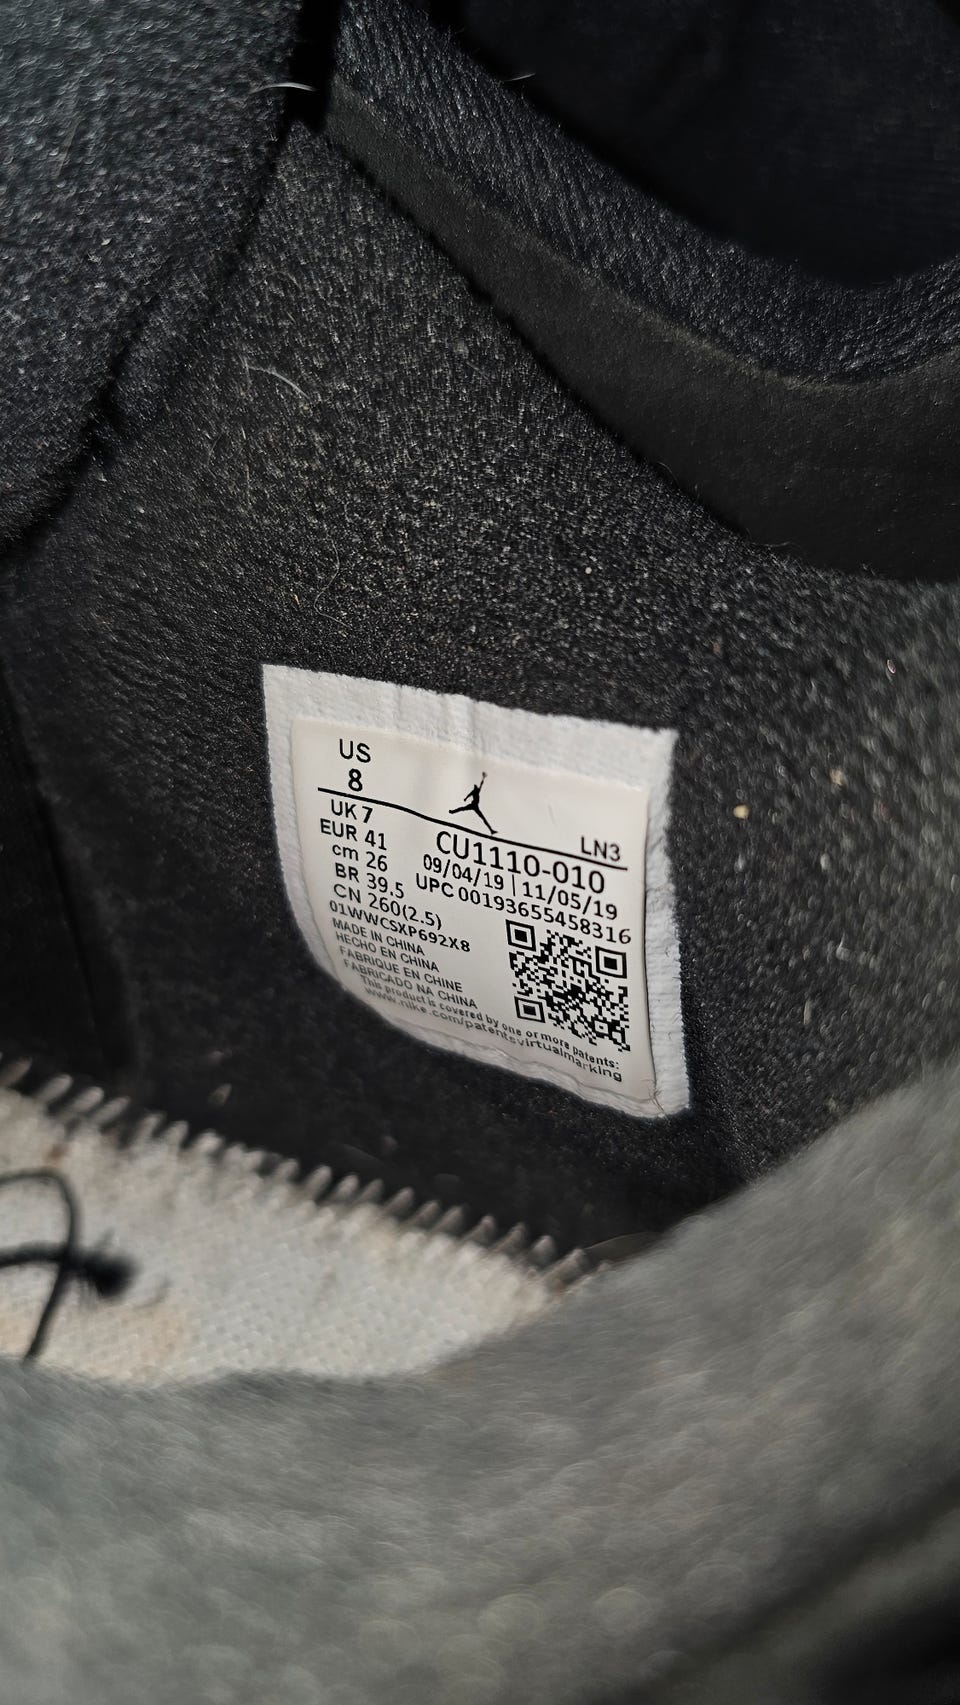 US
8
UK 7
EUR 41
cm 26
BR 39.5
CN 260(2.5)
01WWCSXP692X8
LN3
CU1110-010
09/04/19 | 11/05/19
UPC 00193655458316
MADE IN CHINA
HECHO EN CHINA
FABRIQUE EN CHINE
FABRICADO NA CHINA
This product is covered by one or more patents:
www.nike.com/patentsvirtualmarking